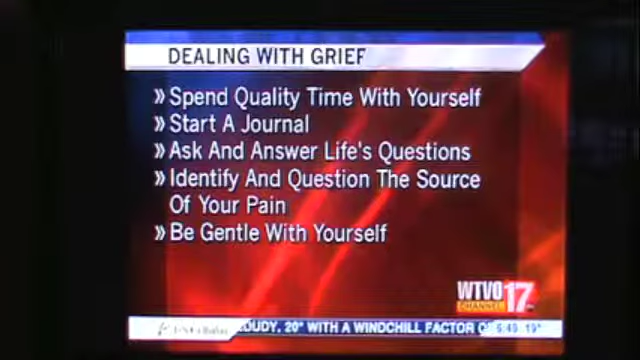 DEALING WITH GRIEF
» Spend Quality Time With Yourself
» Start A Journal
» Ask And Answer Life's Questions
» Identify And Question The Source
Of Your Pain
» Be Gentle With Yourself
WTVO
CHANNEL 17
OUDY, 20° WITH A WINDCHILL FACTOR O 6:49 19°